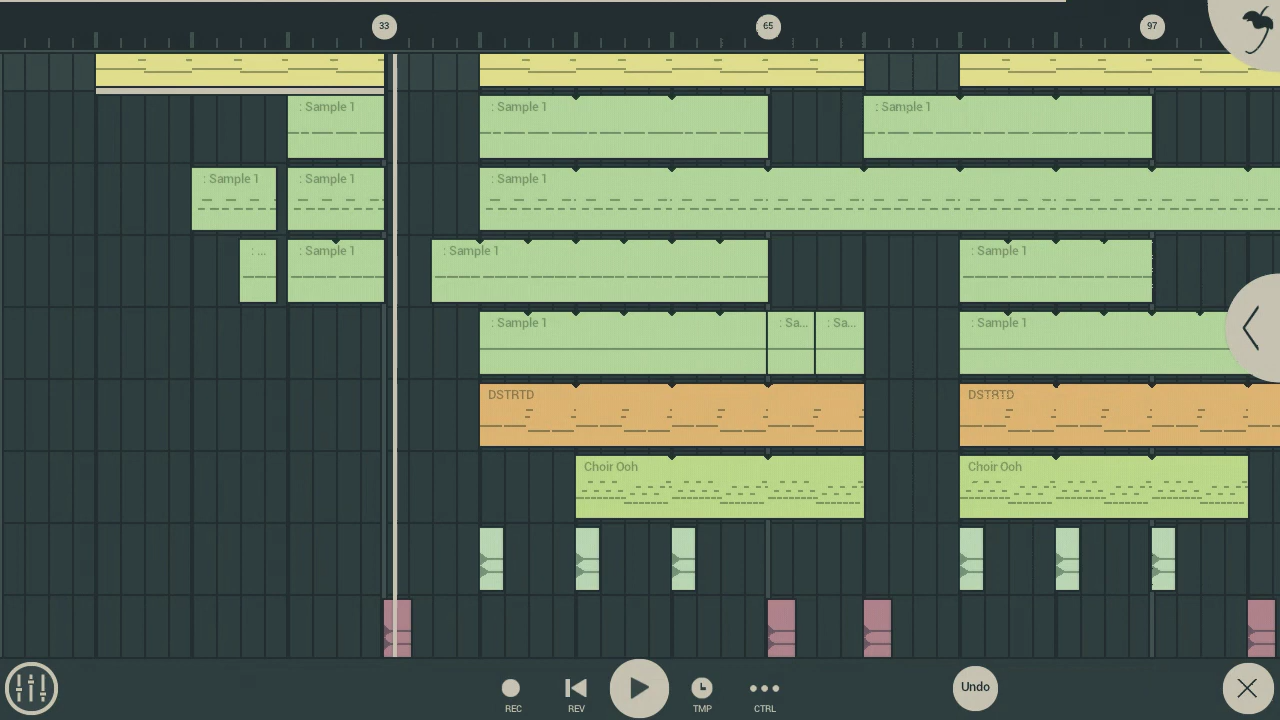 33 65 97
: Sample 1 : Sample 1 : Sample 1
: Sample 1 : Sample 1 : Sample 1
: ... : Sample 1 : Sample 1 : Sample 1
: Sample 1 : Sa... : Sa... : Sample 1
DSTRTD DSTRTD
Choir Ooh Choir Ooh
Undo
REC REV TMP CTRL